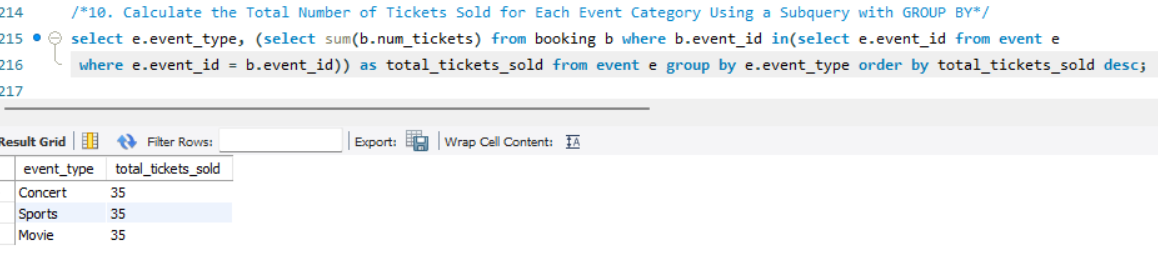 214 /*10. Calculate the Total Number of Tickets Sold for Each Event Category Using a Subquery with GROUP BY*/
215 select e.event_type, (select sum(b.num_tickets) from booking b where b.event_id in(select e.event_id from event e
216 where e.event_id = b.event_id)) as total_tickets_sold from event e group by e.event_type order by total_tickets_sold desc;
217
Result Grid Filter Rows: Export: Wrap Cell Content: IA
event_type total_tickets_sold
Concert 35
Sports 35
Movie 35